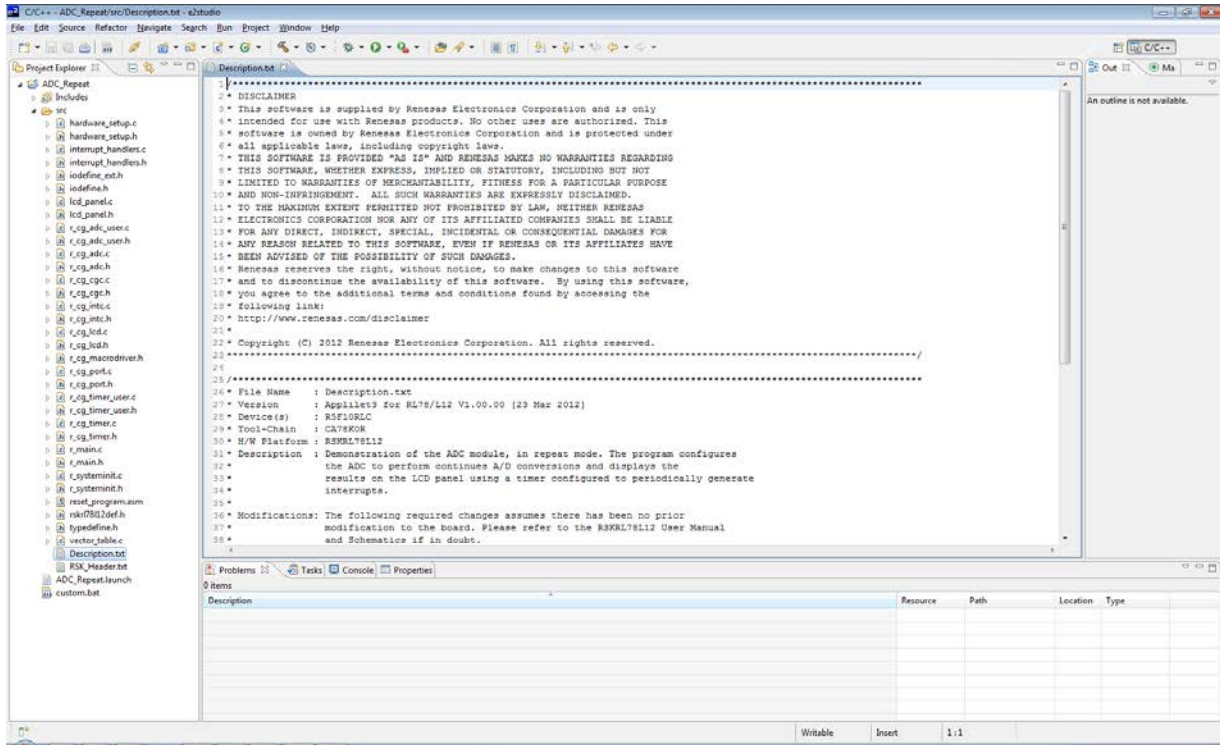 C/C++ - ADC_Repeat/src/Description.txt - e2studio
File Edit Source Refactor Navigate Search Run Project Window Help
C/C++
Project Explorer
ADC_Repeat
Includes
src
hardware_setup.c
hardware_setup.h
interrupt_handlers.c
interrupt_handlers.h
iodefine_ext.h
iodefine.h
lcd_panel.c
lcd_panel.h
r_cg_adc_user.c
r_cg_adc_user.h
r_cg_adc.c
r_cg_adc.h
r_cg_cgc.c
r_cg_cgc.h
r_cg_intc.c
r_cg_intc.h
r_cg_lcd.c
r_cg_lcd.h
r_cg_macrodriver.h
r_cg_port.c
r_cg_port.h
r_cg_timer_user.c
r_cg_timer_user.h
r_cg_timer.c
r_cg_timer.h
r_main.c
r_main.h
r_systeminit.c
r_systeminit.h
reset_program.asm
rskrl78l12def.h
typedefine.h
vector_table.c
Description.txt
RSK_Header.txt
ADC_Repeat.launch
custom.bat
Description.txt
1 /*******************************************************************************
2 * DISCLAIMER
3 * This software is supplied by Renesas Electronics Corporation and is only
4 * intended for use with Renesas products. No other uses are authorized. This
5 * software is owned by Renesas Electronics Corporation and is protected under
6 * all applicable laws, including copyright laws.
7 * THIS SOFTWARE IS PROVIDED "AS IS" AND RENESAS MAKES NO WARRANTIES REGARDING
8 * THIS SOFTWARE, WHETHER EXPRESS, IMPLIED OR STATUTORY, INCLUDING BUT NOT
9 * LIMITED TO WARRANTIES OF MERCHANTABILITY, FITNESS FOR A PARTICULAR PURPOSE
10 * AND NON-INFRINGEMENT. ALL SUCH WARRANTIES ARE EXPRESSLY DISCLAIMED.
11 * TO THE MAXIMUM EXTENT PERMITTED NOT PROHIBITED BY LAW, NEITHER RENESAS
12 * ELECTRONICS CORPORATION NOR ANY OF ITS AFFILIATED COMPANIES SHALL BE LIABLE
13 * FOR ANY DIRECT, INDIRECT, SPECIAL, INCIDENTAL OR CONSEQUENTIAL DAMAGES FOR
14 * ANY REASON RELATED TO THIS SOFTWARE, EVEN IF RENESAS OR ITS AFFILIATES HAVE
15 * BEEN ADVISED OF THE POSSIBILITY OF SUCH DAMAGES.
16 * Renesas reserves the right, without notice, to make changes to this software
17 * and to discontinue the availability of this software. By using this software,
18 * you agree to the additional terms and conditions found by accessing the
19 * following link:
20 * http://www.renesas.com/disclaimer
21 *
22 * Copyright (C) 2012 Renesas Electronics Corporation. All rights reserved.
23 *******************************************************************************/
24
25 /*******************************************************************************
26 * File Name : Description.txt
27 * Version : Applilet3 for RL78/L12 V1.00.00 [23 Mar 2012]
28 * Device(s) : R5F10RLC
29 * Tool-Chain : CA78K0R
30 * H/W Platform : RSKRL78L12
31 * Description : Demonstration of the ADC module, in repeat mode. The program configures
32 * the ADC to perform continues A/D conversions and displays the
33 * results on the LCD panel using a timer configured to periodically generate
34 * interrupts.
35 *
36 * Modifications: The following required changes assumes there has been no prior
37 * modification to the board. Please refer to the RSKRL78L12 User Manual
38 * and Schematics if in doubt.
Out
Ma
An outline is not available.
Problems Tasks Console Properties
0 items
Description Resource Path Location Type
Writable Insert 1:1